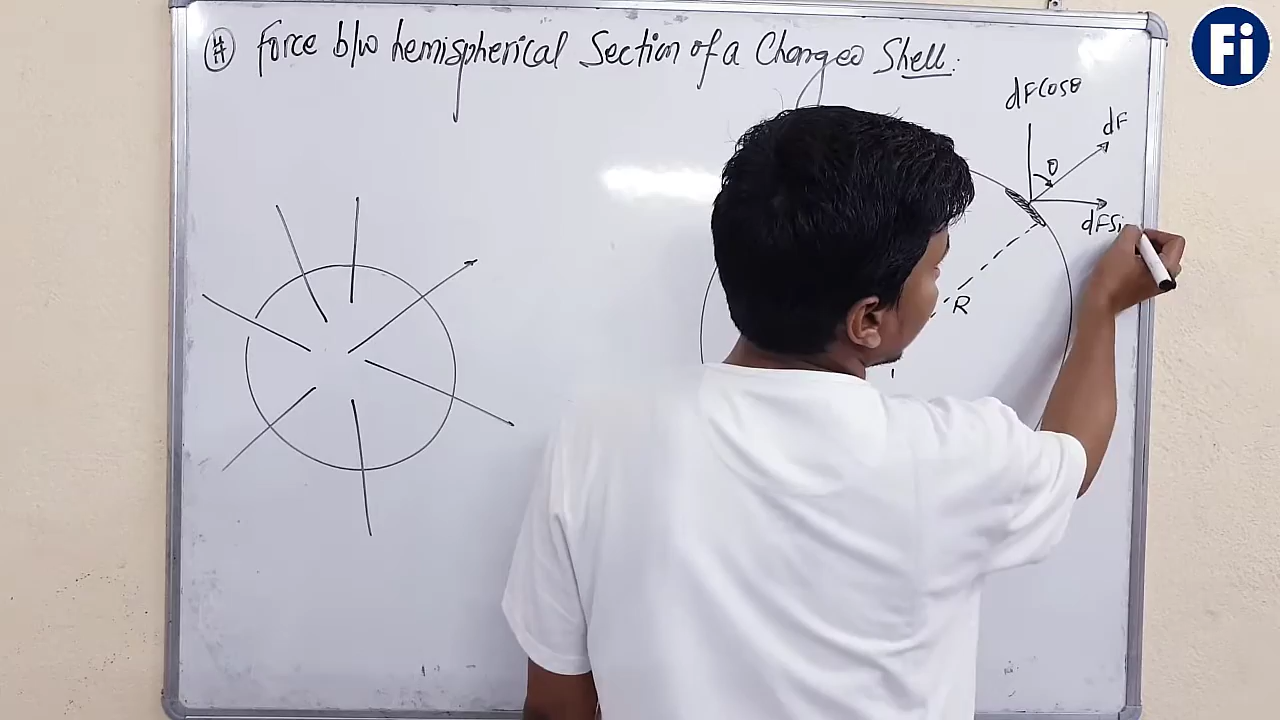 # force b/w hemispherical Section of a Charged Shell:
Fi
dFCosθ
dF
θ
dFSi
R